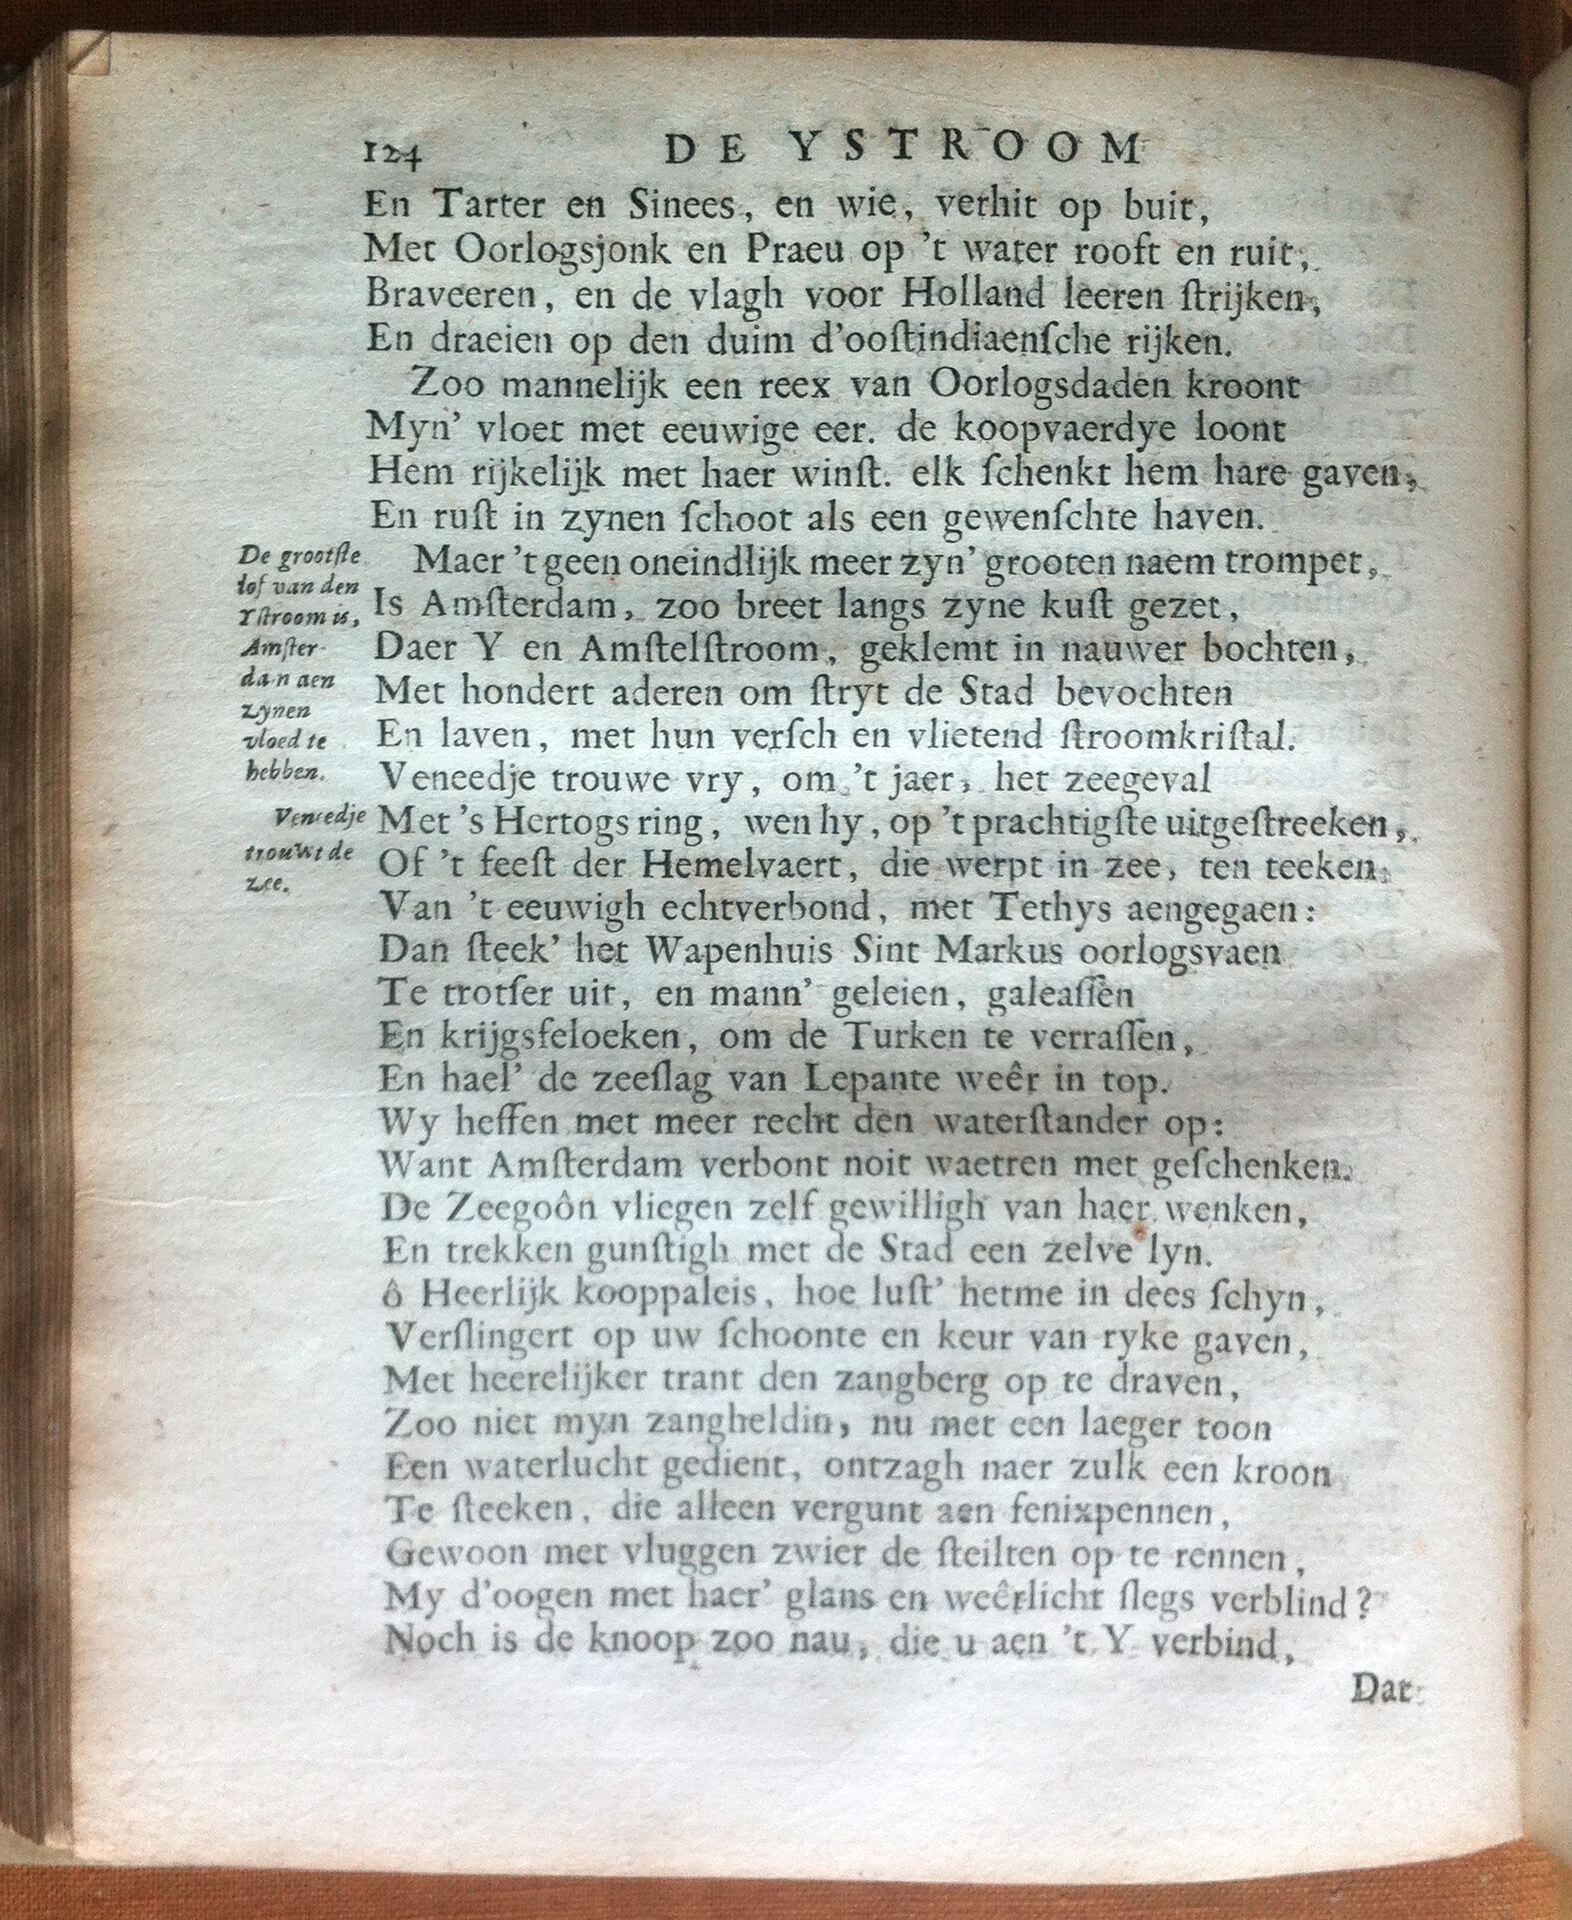 124 DE YSTROOM
En Tarter en Sinees, en wie, verhit op buit,
Met Oorlogsjonk en Praeu op 't water rooft en ruit,
Braveeren, en de vlagh voor Holland leeren ſtrijken,
En draeien op den duim d'ooſtindiaenſche rijken.
Zoo mannelijk een reex van Oorlogsdaden kroont
Myn' vloet met eeuwige eer. de koopvaerdye loont
Hem rijkelijk met haer winſt. elk ſchenkt hem hare gaven,
En ruſt in zynen ſchoot als een gewenſchte haven.
De grootſte
lof van den
Yſtroom is,
Amſter-
dan aen
zynen
vloed te
hebben.
Maer 't geen oneindlijk meer zyn' grooten naem trompet,
Is Amſterdam, zoo breet langs zyne kuſt gezet,
Daer Y en Amſtelſtroom, geklemt in nauwer bochten,
Met hondert aderen om ſtryt de Stad bevochten
En laven, met hun verſch en vlietend ſtroomkriſtal.
Veneedje trouwe vry, om 't jaer, het zeegeval
Veneedje
trouwt de
zee.
Met 's Hertogs ring, wen hy, op 't prachtigſte uitgeſtreeken,
Of 't feeſt der Hemelvaert, die werpt in zee, ten teeken
Van 't eeuwigh echtverbond, met Tethys aengegaen:
Dan ſteek' het Wapenhuis Sint Markus oorlogsvaen
Te trotſer uit, en mann' geleien, galeaſſen
En krijgsfeloeken, om de Turken te verraſſen,
En hael' de zeeſlag van Lepante weêr in top.
Wy heffen met meer recht den waterſtander op:
Want Amſterdam verbont noit waetren met geſchenken.
De Zeegoôn vliegen zelf gewilligh van haer wenken,
En trekken gunſtigh met de Stad een zelve lyn.
ô Heerlijk kooppaleis, hoe luſt' hetme in dees ſchyn,
Verſlingert op uw ſchoonte en keur van ryke gaven,
Met heerelijker trant den zangberg op te draven,
Zoo niet myn zangheldin, nu met een laeger toon
Een waterlucht gedient, ontzagh naer zulk een kroon
Te ſteeken, die alleen vergunt aen fenixpennen,
Gewoon met vluggen zwier de ſteilten op te rennen,
My d'oogen met haer' glans en weêrlicht ſlegs verblind?
Noch is de knoop zoo nau, die u aen 't Y verbind,
Dat